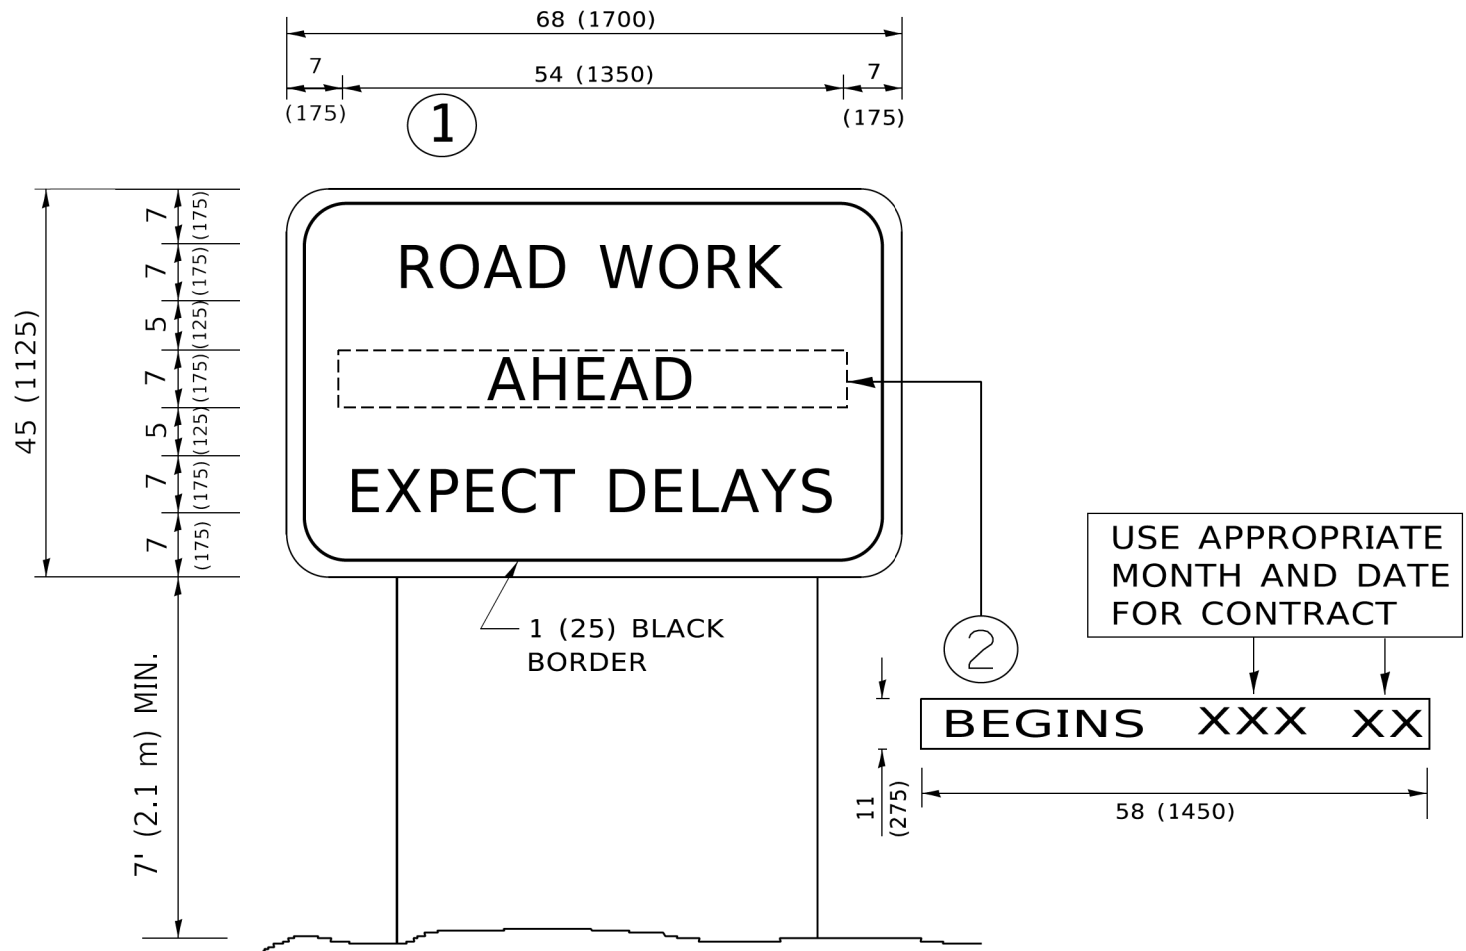 68 (1700)
7
54 (1350)
7
(175)
(175)
1
45 (1125)
7 (175)
7 (175)
5 (125)
7 (175)
5 (125)
7 (175)
7 (175)
ROAD WORK
AHEAD
EXPECT DELAYS
7' (2.1 m) MIN.
1 (25) BLACK
BORDER
2
USE APPROPRIATE
MONTH AND DATE
FOR CONTRACT
BEGINS XXX XX
11
(275)
58 (1450)